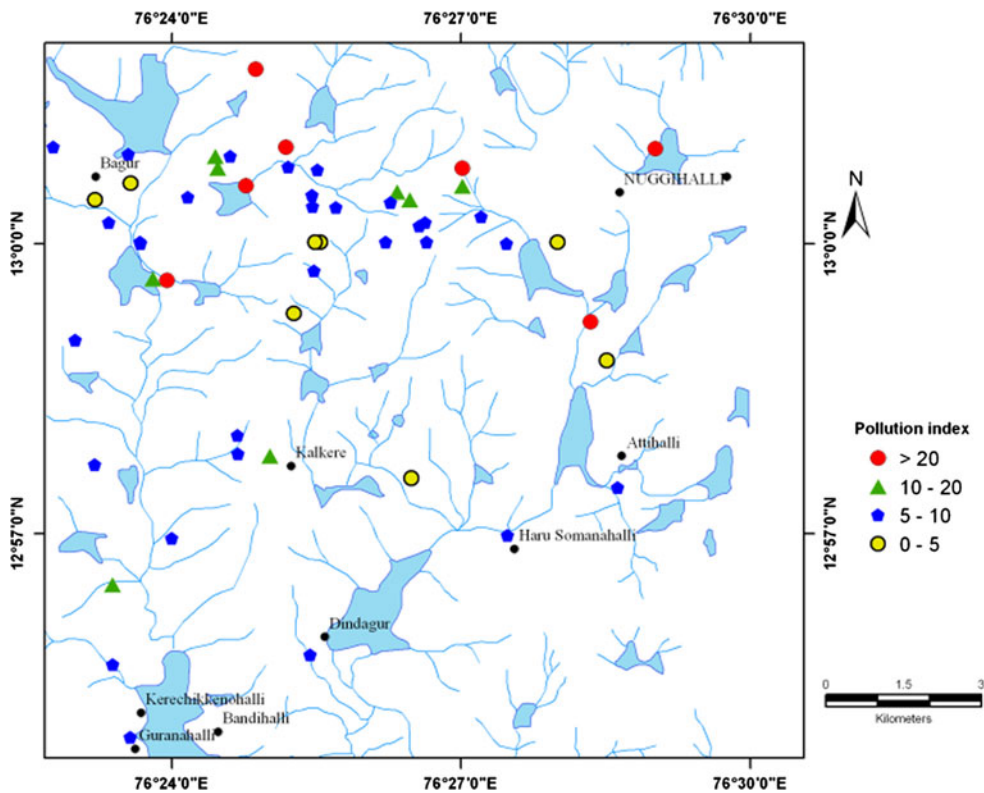 76°24'0"E 76°27'0"E 76°30'0"E
Bagur
NUGGIHALLI
N
13°0'0"N 13°0'0"N
Kalkere
Attihalli
Pollution index
> 20
10 - 20
5 - 10
0 - 5
12°57'0"N 12°57'0"N
Haru Somanahalli
Dindagur
Kerechikkenohalli
Bandihalli
Guranahalli
0 1.5 3
Kilometers
76°24'0"E 76°27'0"E 76°30'0"E